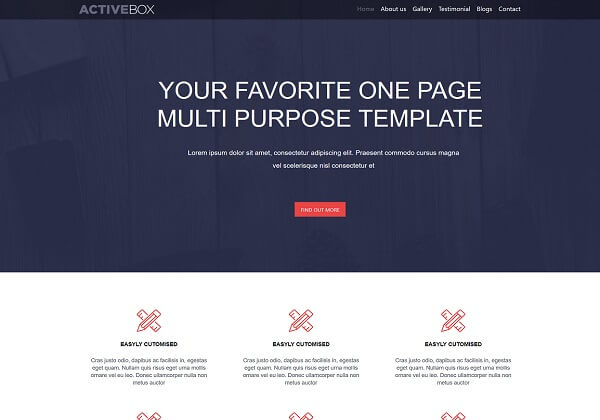 ACTIVEBOX
Home About us Gallery Testimonial Blogs Contact
YOUR FAVORITE ONE PAGE
MULTI PURPOSE TEMPLATE
Lorem ipsum dolor sit amet, consectetur adipiscing elit. Praesent commodo cursus magna
vel scelerisque nisl consectetur et
FIND OUT MORE
EASYLY CUTOMISED EASYLY CUTOMISED EASYLY CUTOMISED
Cras justo odio, dapibus ac facilisis in, egestas
eget quam. Nullam quis risus eget urna mollis
ornare vel eu leo. Donec ullamcorper nulla non
metus auctor
Cras justo odio, dapibus ac facilisis in, egestas
eget quam. Nullam quis risus eget urna mollis
ornare vel eu leo. Donec ullamcorper nulla non
metus auctor
Cras justo odio, dapibus ac facilisis in, egestas
eget quam. Nullam quis risus eget urna mollis
ornare vel eu leo. Donec ullamcorper nulla non
metus auctor